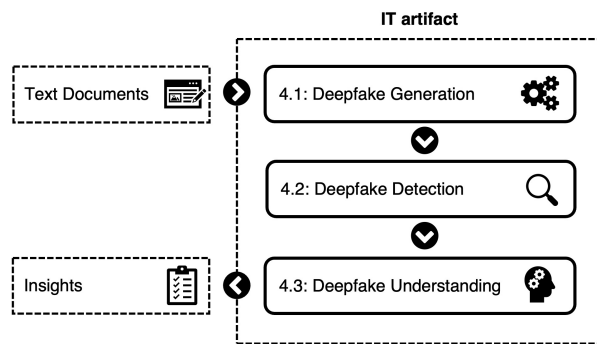 IT artifact
Text Documents
4.1: Deepfake Generation
4.2: Deepfake Detection
Insights
4.3: Deepfake Understanding